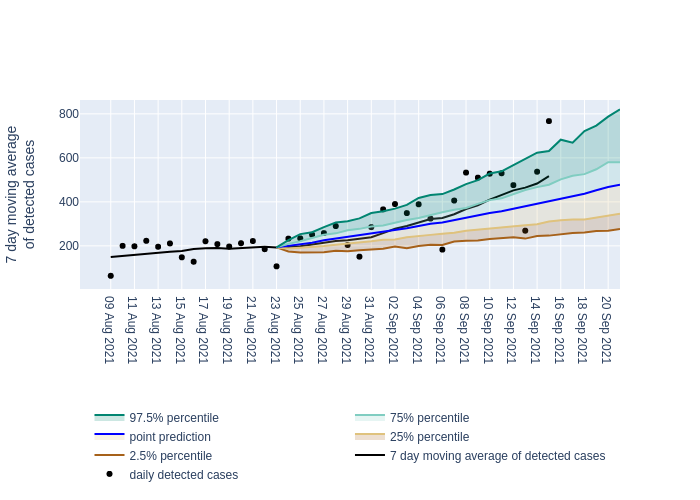 7 day moving average
of detected cases
800
600
400
200
09 Aug 2021
11 Aug 2021
13 Aug 2021
15 Aug 2021
17 Aug 2021
19 Aug 2021
21 Aug 2021
23 Aug 2021
25 Aug 2021
27 Aug 2021
29 Aug 2021
31 Aug 2021
02 Sep 2021
04 Sep 2021
06 Sep 2021
08 Sep 2021
10 Sep 2021
12 Sep 2021
14 Sep 2021
16 Sep 2021
18 Sep 2021
20 Sep 2021
97.5% percentile
75% percentile
point prediction
25% percentile
2.5% percentile
7 day moving average of detected cases
daily detected cases